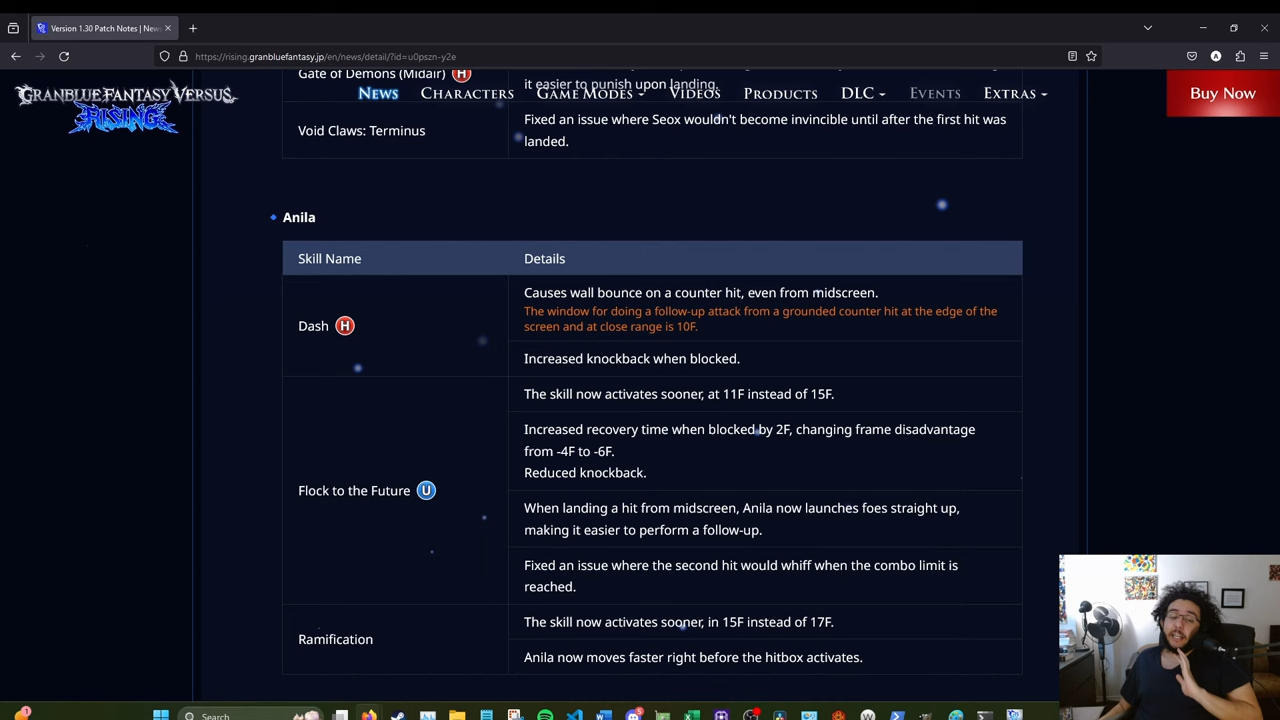 Version 1.30 Patch Notes | New
https://rising.granbluefantasy.jp/en/news/detail/?id=u0pszn-y2e
GRANBLUE FANTASY VERSUS
RISING
NEWS
CHARACTERS
GAME MODES
VIDEOS
PRODUCTS
DLC
EVENTS
EXTRAS
Buy Now
Gate of Demons (Midair) H
it easier to punish upon landing.
Void Claws: Terminus
Fixed an issue where Seox wouldn't become invincible until after the first hit was
landed.
Anila
Skill Name
Details
Dash H
Causes wall bounce on a counter hit, even from midscreen.
The window for doing a follow-up attack from a grounded counter hit at the edge of the
screen and at close range is 10F.
Increased knockback when blocked.
Flock to the Future U
The skill now activates sooner, at 11F instead of 15F.
Increased recovery time when blocked by 2F, changing frame disadvantage
from -4F to -6F.
Reduced knockback.
When landing a hit from midscreen, Anila now launches foes straight up,
making it easier to perform a follow-up.
Fixed an issue where the second hit would whiff when the combo limit is
reached.
Ramification
The skill now activates sooner, in 15F instead of 17F.
Anila now moves faster right before the hitbox activates.
Search